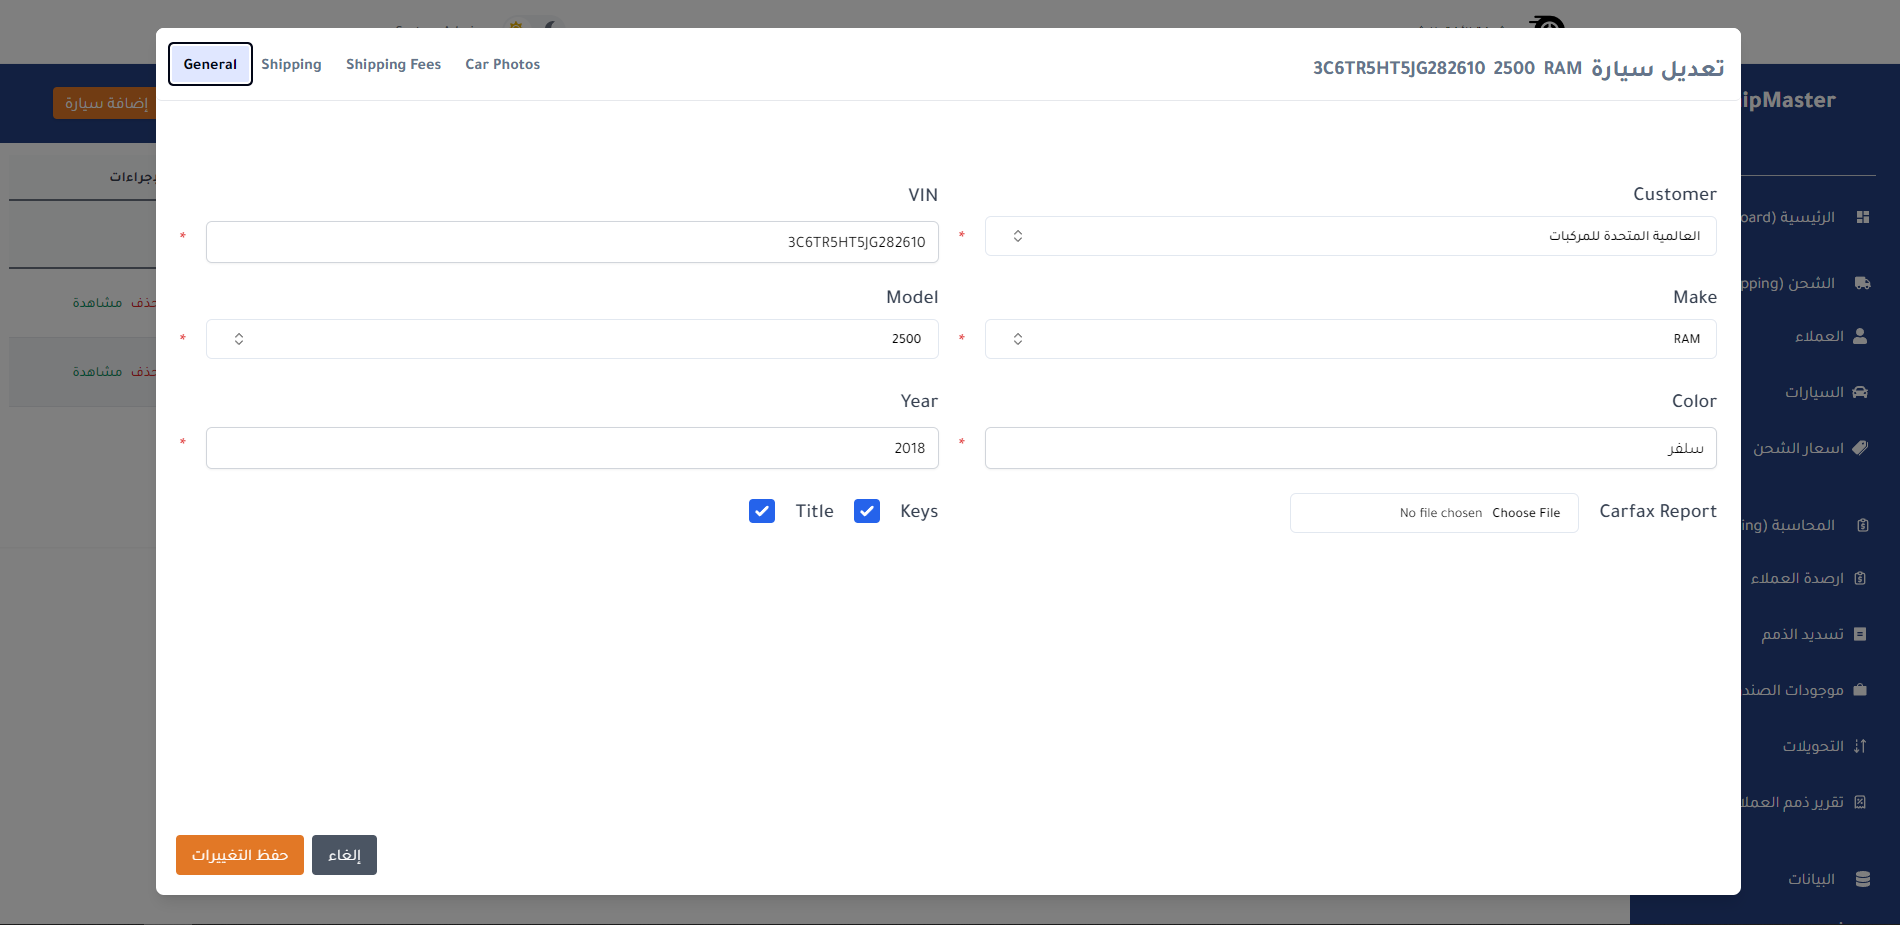 تعديل سيارة RAM 2500 3C6TR5HT5JG282610
General Shipping Shipping Fees Car Photos
Customer
العالمية المتحدة للمركبات
*
VIN
3C6TR5HT5JG282610
*
Make
RAM
*
Model
2500
*
Color
سلفر
*
Year
2018
*
Carfax Report
Choose File No file chosen
Keys
Title
حفظ التغييرات
إلغاء
ipMaster
الرئيسية (oard
الشحن (pping
العملاء
السيارات
اسعار الشحن
المحاسبة (ing
ارصدة العملاء
تسديد الذمم
موجودات الصند
التحويلات
تقرير ذمم العملا
البيانات
إضافة سيارة
إجراءات
حذف مشاهدة
حذف مشاهدة